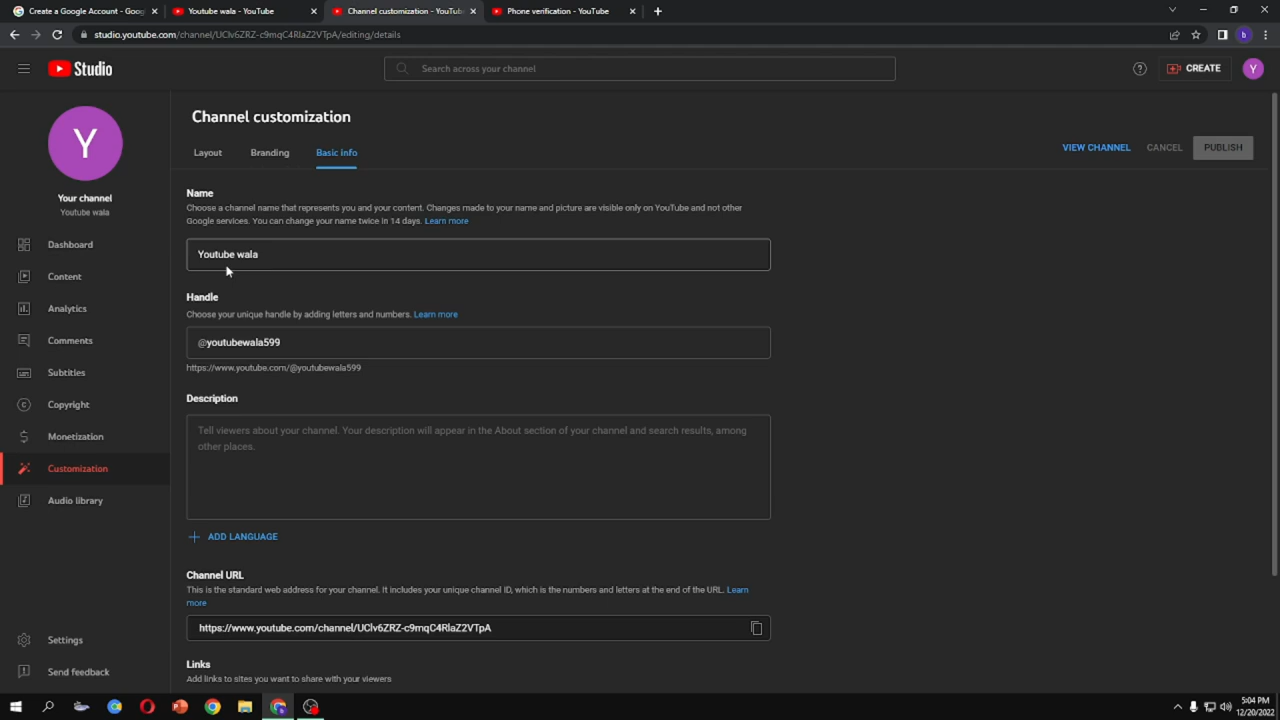 Create a Google Account - Goog
Youtube wala - YouTube
Channel customization - YouTub
Phone verification - YouTube
studio.youtube.com/channel/UClv6ZRZ-c9mqC4RlaZ2VTpA/editing/details
b
Studio
Search across your channel
CREATE
Y
Y
Your channel
Youtube wala
Dashboard
Content
Analytics
Comments
Subtitles
Copyright
Monetization
Customization
Audio library
Settings
Send feedback
Channel customization
Layout
Branding
Basic info
VIEW CHANNEL
CANCEL
PUBLISH
Name
Choose a channel name that represents you and your content. Changes made to your name and picture are visible only on YouTube and not other
Google services. You can change your name twice in 14 days. Learn more
Youtube wala
Handle
Choose your unique handle by adding letters and numbers. Learn more
@youtubewala599
https://www.youtube.com/@youtubewala599
Description
Tell viewers about your channel. Your description will appear in the About section of your channel and search results, among
other places.
ADD LANGUAGE
Channel URL
This is the standard web address for your channel. It includes your unique channel ID, which is the numbers and letters at the end of the URL. Learn
more
https://www.youtube.com/channel/UClv6ZRZ-c9mqC4RlaZ2VTpA
Links
Add links to sites you want to share with your viewers
5:04 PM
12/20/2022